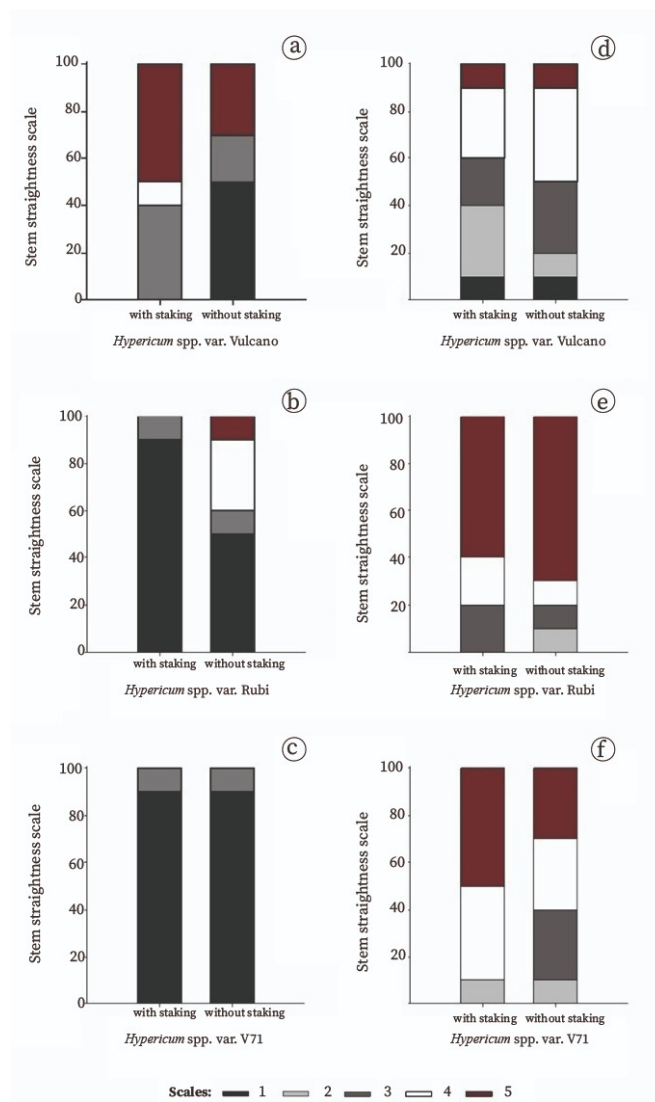 a
100
80
60
40
20
0
Stem straightness scale
with staking without staking
Hypericum spp. var. Vulcano
d
100
80
60
40
20
Stem straightness scale
with staking without staking
Hypericum spp. var. Vulcano
b
100
80
60
40
20
0
Stem straightness scale
with staking without staking
Hypericum spp. var. Rubi
e
100
80
60
40
20
Stem straightness scale
with staking without staking
Hypericum spp. var. Rubi
c
100
80
60
40
20
0
Stem straightness scale
with staking without staking
Hypericum spp. var. V71
f
100
80
60
40
20
Stem straightness scale
with staking without staking
Hypericum spp. var. V71
Scales: 1 2 3 4 5